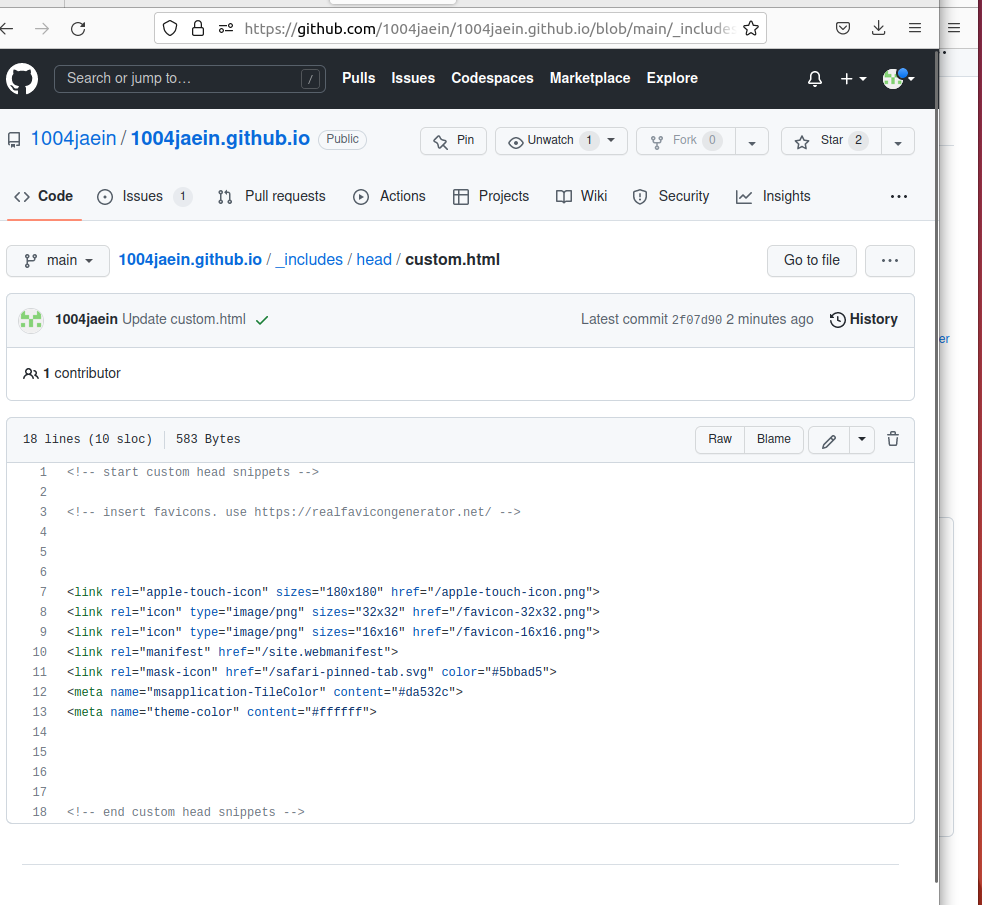 https://github.com/1004jaein/1004jaein.github.io/blob/main/_includes
Search or jump to… / Pulls Issues Codespaces Marketplace Explore
1004jaein / 1004jaein.github.io Public Pin Unwatch 1 Fork 0 Star 2
Code Issues 1 Pull requests Actions Projects Wiki Security Insights
main 1004jaein.github.io / _includes / head / custom.html Go to file
1004jaein Update custom.html Latest commit 2f07d90 2 minutes ago History
er
1 contributor
18 lines (10 sloc) 583 Bytes Raw Blame
1 <!-- start custom head snippets -->
2
3 <!-- insert favicons. use https://realfavicongenerator.net/ -->
4
5
6
7 <link rel="apple-touch-icon" sizes="180x180" href="/apple-touch-icon.png">
8 <link rel="icon" type="image/png" sizes="32x32" href="/favicon-32x32.png">
9 <link rel="icon" type="image/png" sizes="16x16" href="/favicon-16x16.png">
10 <link rel="manifest" href="/site.webmanifest">
11 <link rel="mask-icon" href="/safari-pinned-tab.svg" color="#5bbad5">
12 <meta name="msapplication-TileColor" content="#da532c">
13 <meta name="theme-color" content="#ffffff">
14
15
16
17
18 <!-- end custom head snippets -->